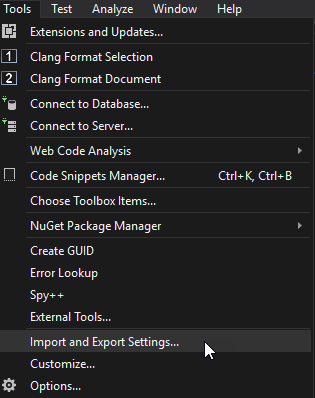 Tools Test Analyze Window Help
Extensions and Updates...
1 Clang Format Selection
2 Clang Format Document
Connect to Database...
Connect to Server...
Web Code Analysis
Code Snippets Manager... Ctrl+K, Ctrl+B
Choose Toolbox Items...
NuGet Package Manager
Create GUID
Error Lookup
Spy++
External Tools...
Import and Export Settings...
Customize...
Options...